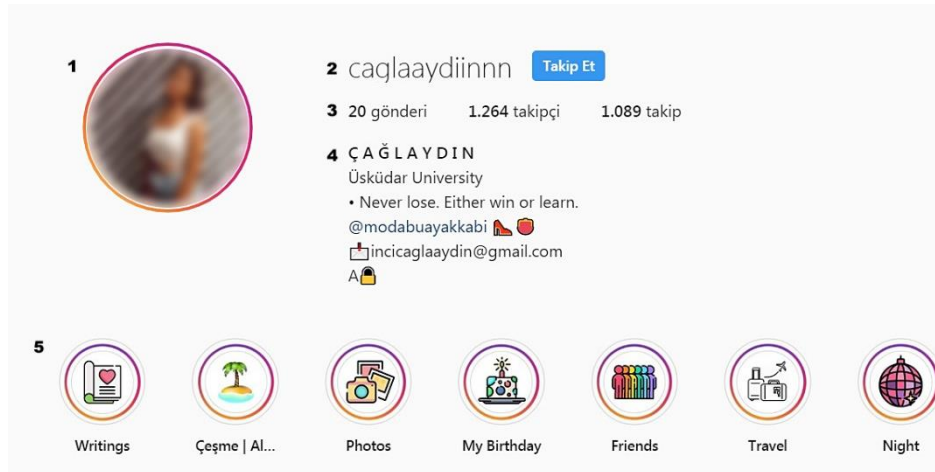 1
2 caglaaydiinnn Takip Et
3 20 gönderi 1.264 takipçi 1.089 takip
4 Ç A Ğ L A Y D I N
Üsküdar University
• Never lose. Either win or learn.
@modabuayakkabi
incicaglaaydin@gmail.com
A
5
Writings Çeşme | Al... Photos My Birthday Friends Travel Night